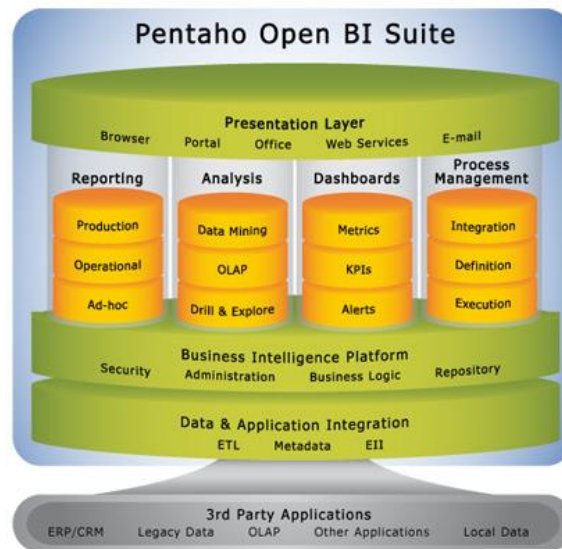 Pentaho Open BI Suite
Presentation Layer
Browser Portal Office Web Services E-mail
Reporting Analysis Dashboards Process Management
Production Data Mining Metrics Integration
Operational OLAP KPIs Definition
Ad-hoc Drill & Explore Alerts Execution
Business Intelligence Platform
Security Administration Business Logic Repository
Data & Application Integration
ETL Metadata EII
3rd Party Applications
ERP/CRM Legacy Data OLAP Other Applications Local Data